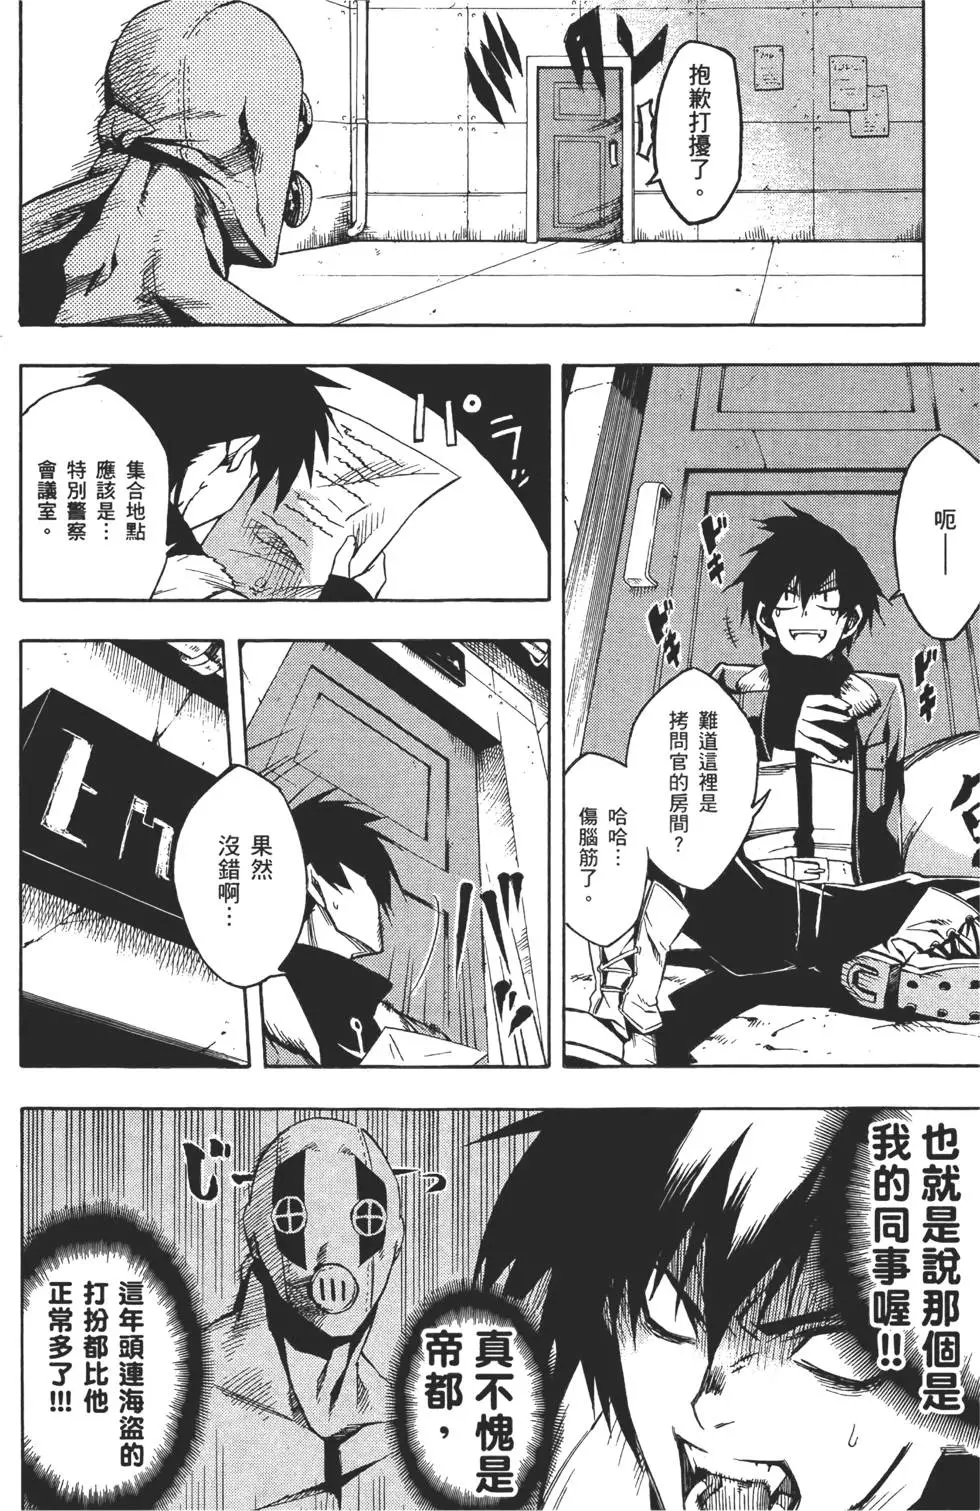 抱歉打擾了。
呃—
難道這裡是
拷問官的房間?
哈哈…
傷腦筋了。
ドキ
ドキ
ドキ
集合地點
應該是…
特別警察
會議室。
果然
沒錯啊…
也就是說那個是
我的同事喔!!
真不愧是
帝都，
じーっ
這年頭連海盜的
打扮都比他
正常多了!!!